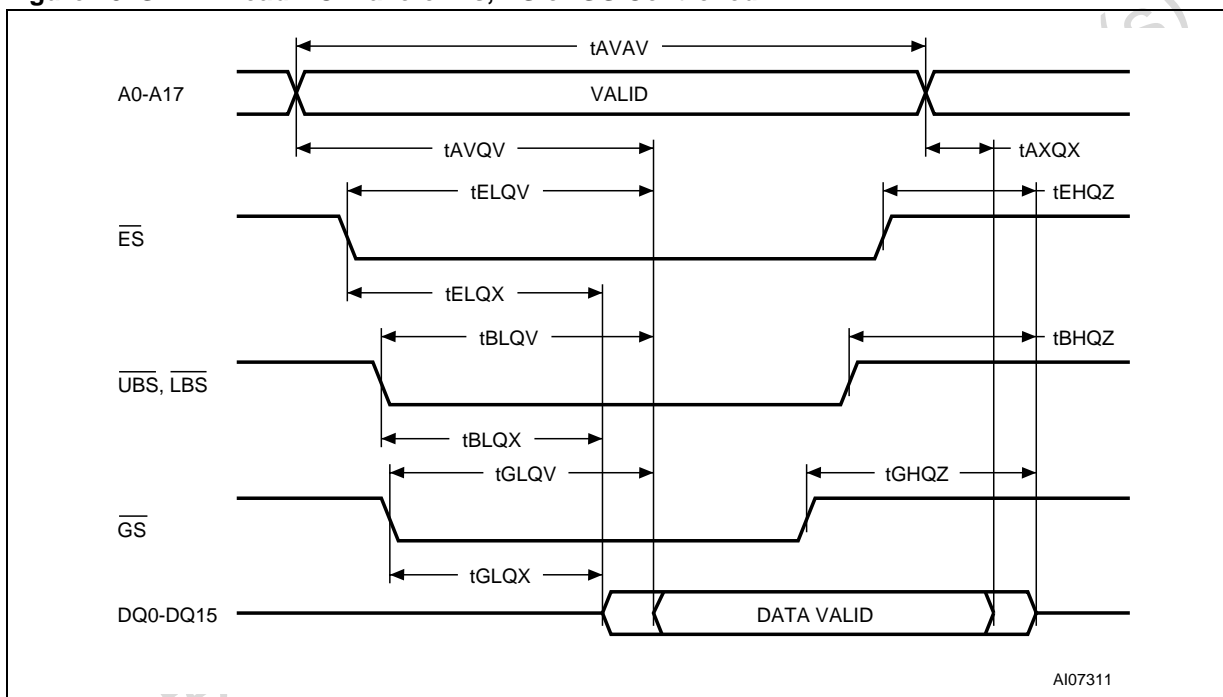 tAVAV
A0-A17 VALID
tAVQV tAXQX
tELQV tEHQZ
ES
tELQX
tBLQV tBHQZ
UBS, LBS
tBLQX
tGLQV tGHQZ
GS
tGLQX
DQ0-DQ15 DATA VALID
AI07311